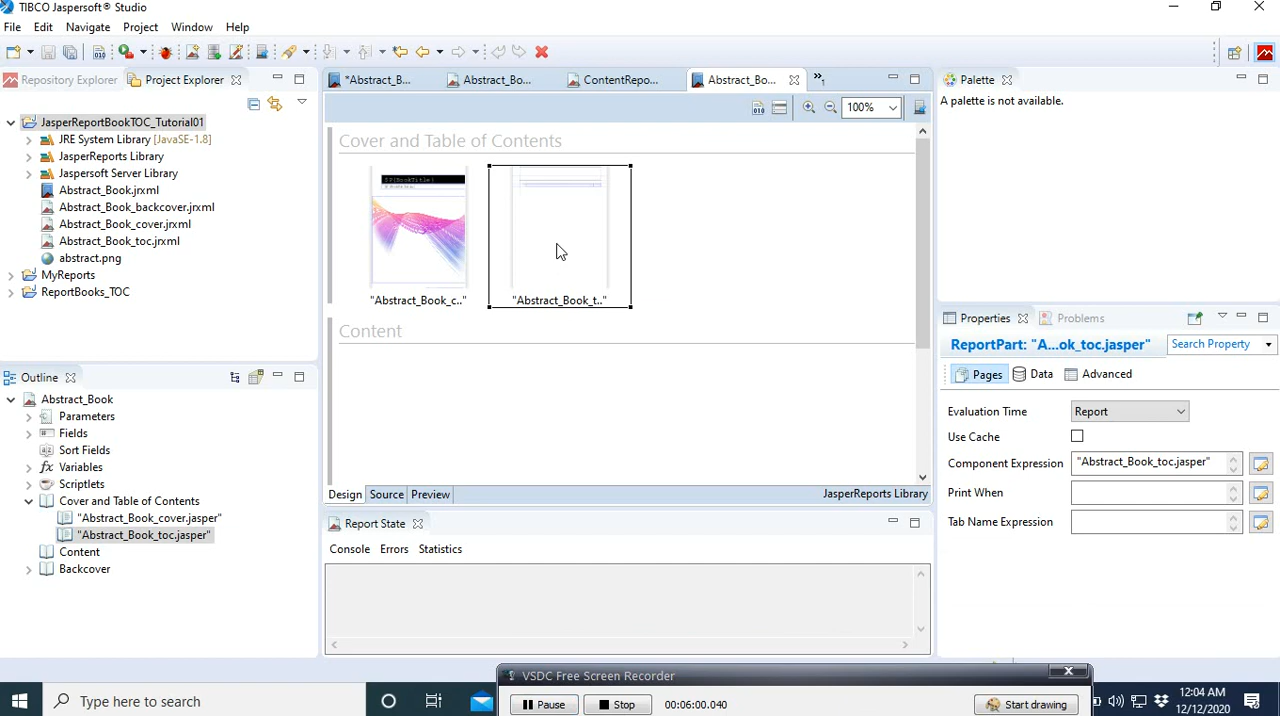 TIBCO Jaspersoft® Studio
File Edit Navigate Project Window Help
Repository Explorer Project Explorer
JasperReportBookTOC_Tutorial01
JRE System Library [JavaSE-1.8]
JasperReports Library
Jaspersoft Server Library
Abstract_Book.jrxml
Abstract_Book_backcover.jrxml
Abstract_Book_cover.jrxml
Abstract_Book_toc.jrxml
abstract.png
MyReports
ReportBooks_TOC
Outline
Abstract_Book
Parameters
Fields
Sort Fields
fx Variables
Scriptlets
Cover and Table of Contents
"Abstract_Book_cover.jasper"
"Abstract_Book_toc.jasper"
Content
Backcover
*Abstract_B... Abstract_Bo... ContentRepo... Abstract_Bo...
100%
Cover and Table of Contents
$P{BookTitle}
"Abstract_Book_c.." "Abstract_Book_t.."
Content
Design Source Preview JasperReports Library
Report State
Console Errors Statistics
Palette
A palette is not available.
Properties Problems
ReportPart: "A...ok_toc.jasper" Search Property
Pages Data Advanced
Evaluation Time Report
Use Cache
Component Expression "Abstract_Book_toc.jasper"
Print When
Tab Name Expression
VSDC Free Screen Recorder
Pause Stop 00:06:00.040 Start drawing
Type here to search
12:04 AM
12/12/2020